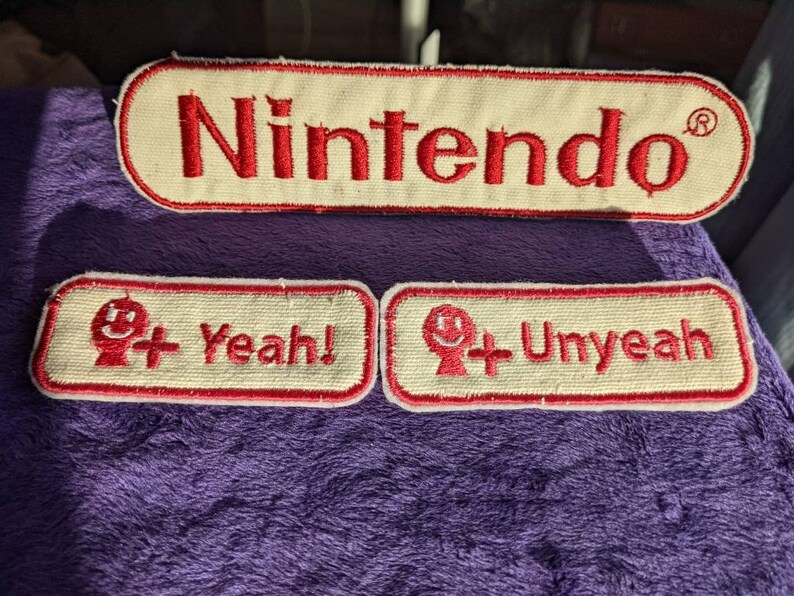 Nintendo®
+ Yeah!
+ Unyeah